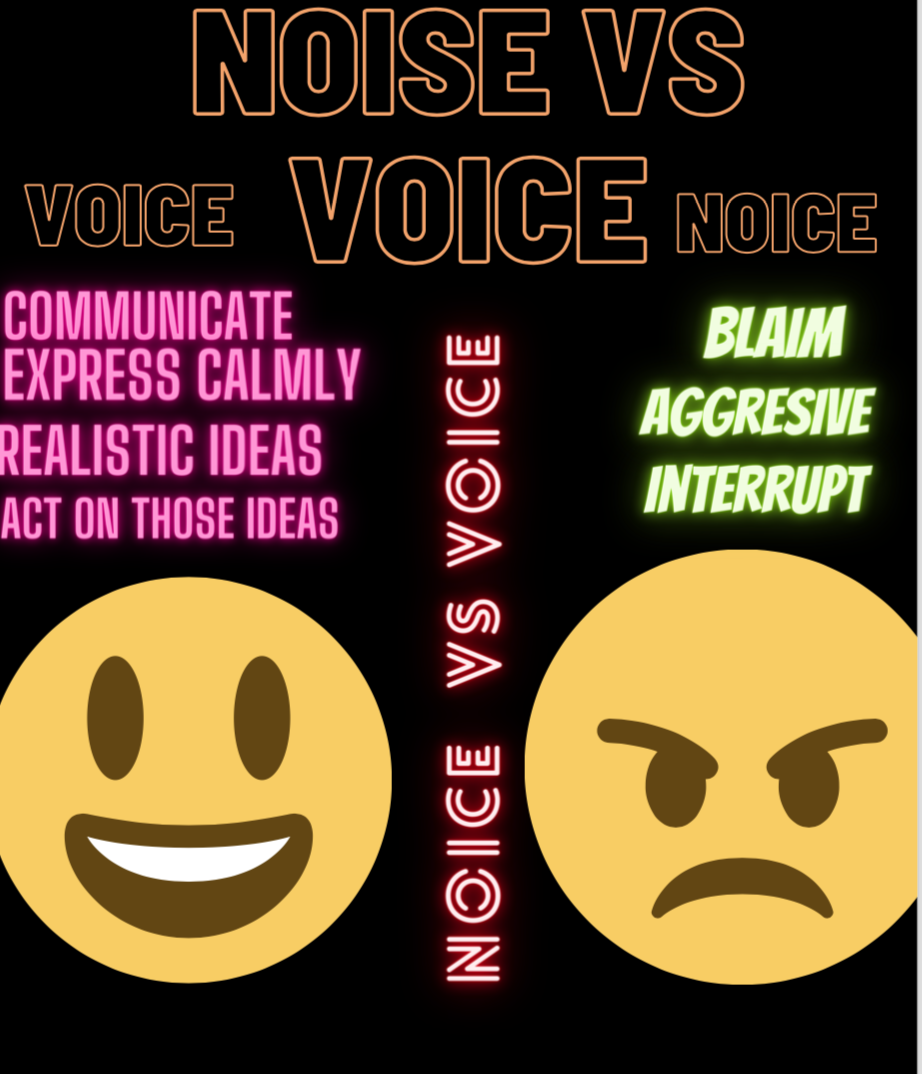 NOISE VS
VOICE
VOICE
NOICE
COMMUNICATE
EXPRESS CALMLY
REALISTIC IDEAS
ACT ON THOSE IDEAS
NOICE VS VOICE
BLAIM
AGGRESIVE
INTERRUPT